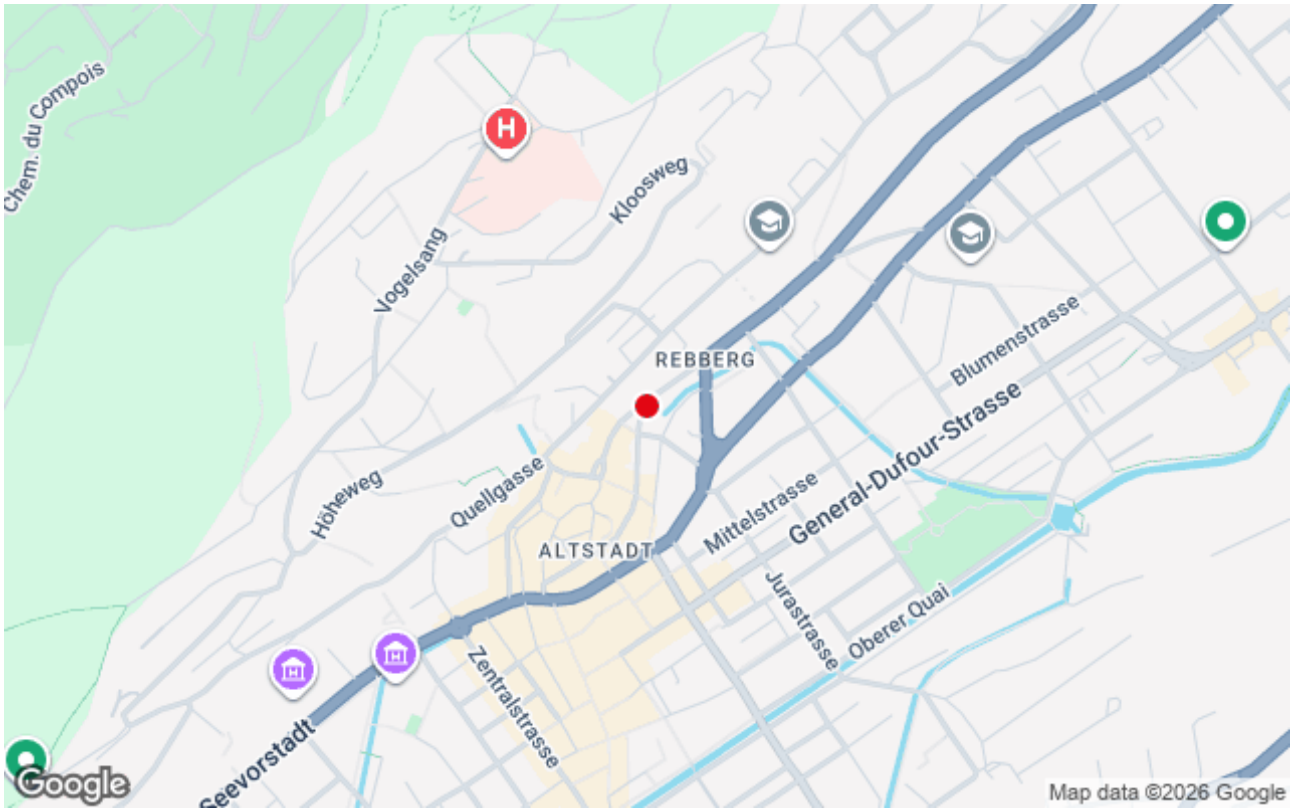 Chem. du Compois
H
Kloosweg
Vogelsang
REBBERG
Blumenstrasse
General-Dufour-Strasse
Höheweg
Quellgasse
Mittelstrasse
ALTSTADT
Jurastrasse
Oberer Quai
H
H
Zentralstrasse
Seevorstadt
Google
Map data ©2026 Google